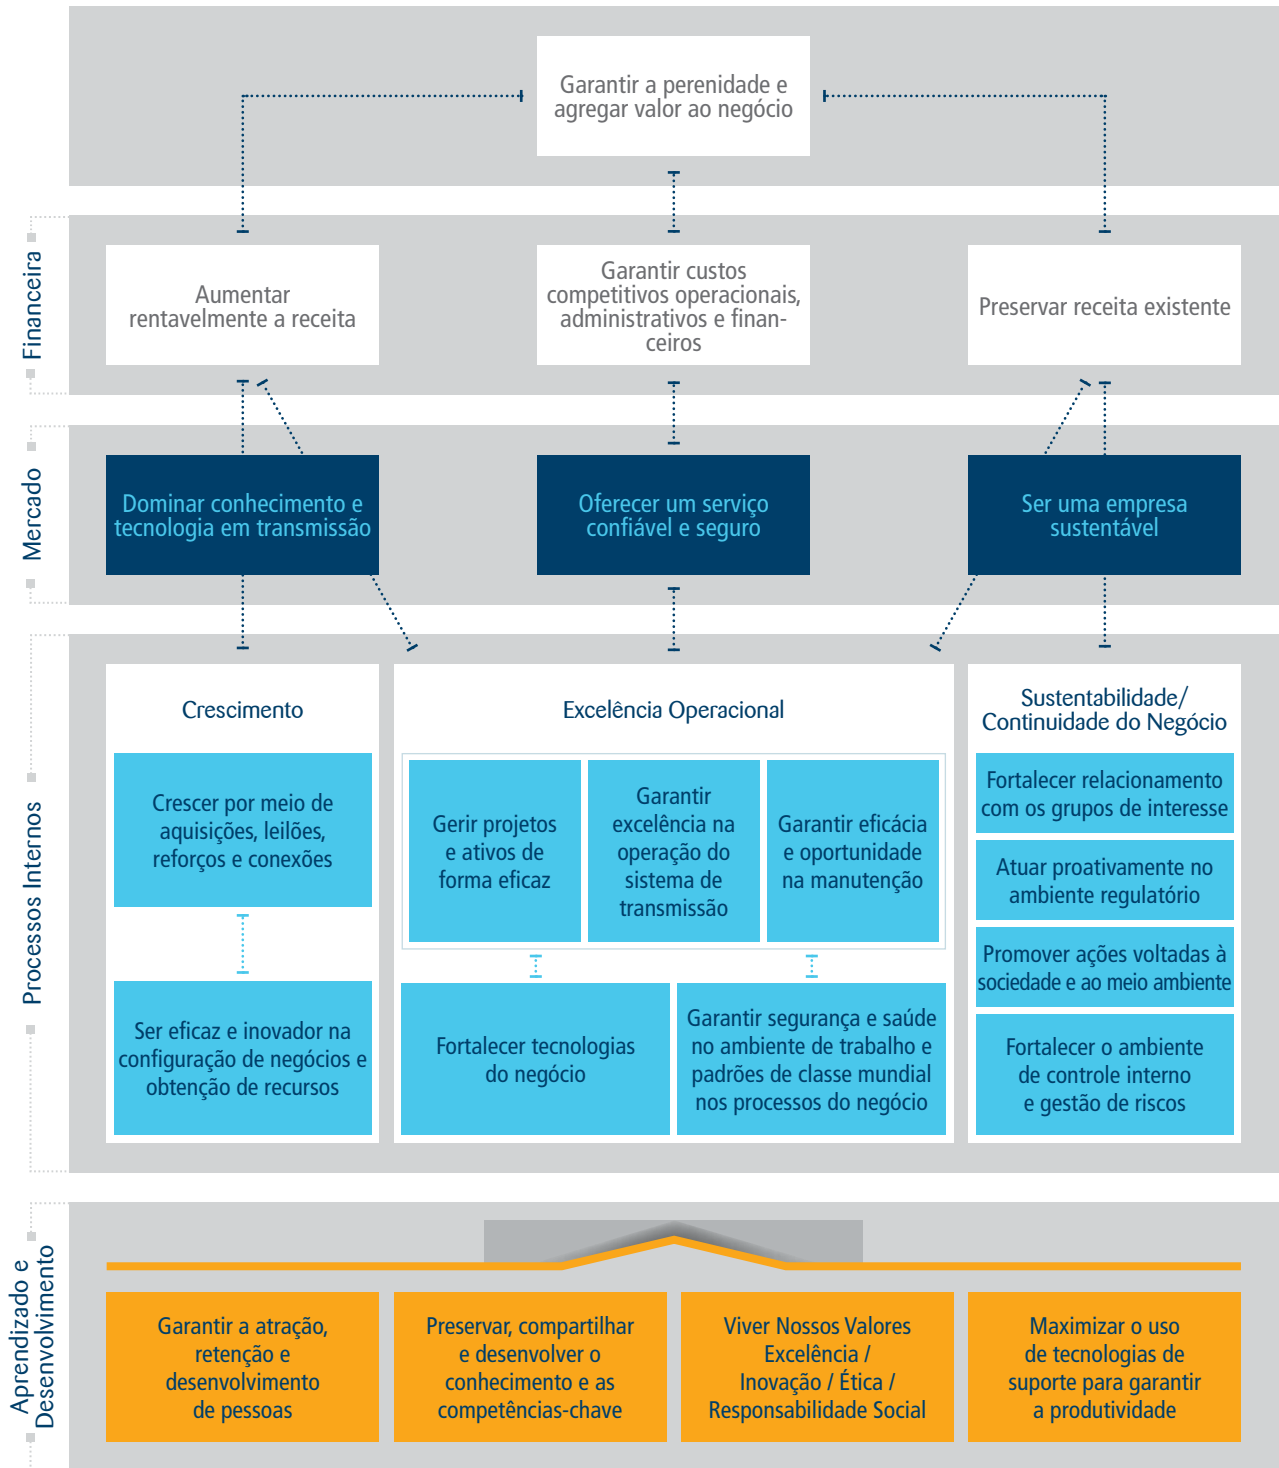 Garantir a perenidade e
agregar valor ao negócio
Financeira
Aumentar
rentavelmente a receita
Garantir custos
competitivos operacionais,
administrativos e finan-
ceiros
Preservar receita existente
Mercado
Dominar conhecimento e
tecnologia em transmissão
Oferecer um serviço
confiável e seguro
Ser uma empresa
sustentável
Processos Internos
Crescimento
Crescer por meio de
aquisições, leilões,
reforços e conexões
Ser eficaz e inovador na
configuração de negócios e
obtenção de recursos
Excelência Operacional
Gerir projetos
e ativos de
forma eficaz
Garantir
excelência na
operação do
sistema de
transmissão
Garantir eficácia
e oportunidade
na manutenção
Fortalecer tecnologias
do negócio
Garantir segurança e saúde
no ambiente de trabalho e
padrões de classe mundial
nos processos do negócio
Sustentabilidade/
Continuidade do Negócio
Fortalecer relacionamento
com os grupos de interesse
Atuar proativamente no
ambiente regulatório
Promover ações voltadas à
sociedade e ao meio ambiente
Fortalecer o ambiente
de controle interno
e gestão de riscos
Aprendizado e
Desenvolvimento
Garantir a atração,
retenção e
desenvolvimento
de pessoas
Preservar, compartilhar
e desenvolver o
conhecimento e as
competências-chave
Viver Nossos Valores
Excelência /
Inovação / Ética /
Responsabilidade Social
Maximizar o uso
de tecnologias de
suporte para garantir
a produtividade